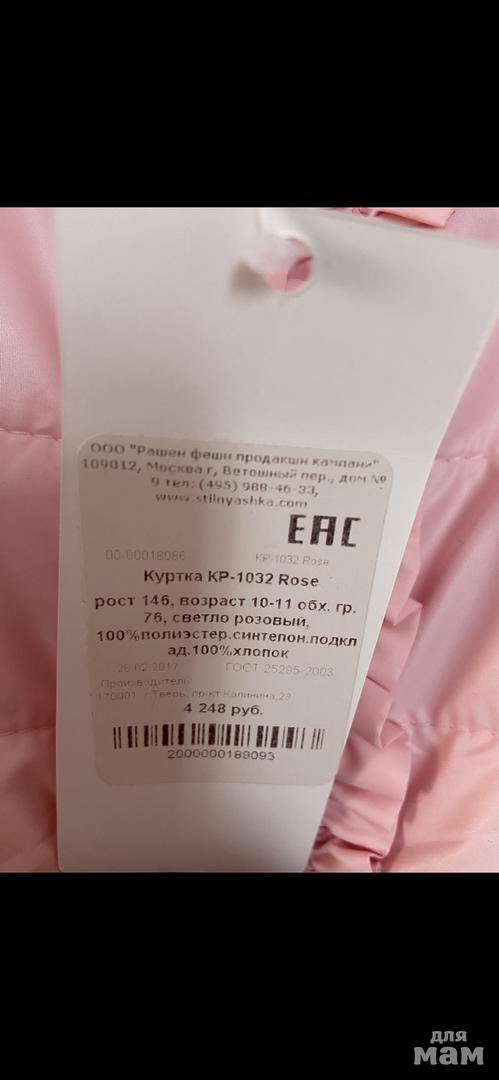 ООО "Рашен фешн продакшн кампани"
109012, Москва г, Ветошный пер., дом №
9 тел: (495) 988-46-33,
www.stilnyashka.com
EAC
00-00018086 КР-1032 Rose
Куртка КР-1032 Rose
рост 146, возраст 10-11 обх. гр.
76, светло розовый,
100%полиэстер.синтепон.подкл
ад.100%хлопок
28.02.2017 ГОСТ 25295-2003
Производитель
170001 г.Тверь, пр-кт Калинина,23
4 248 руб.
2000000189093
для
мам